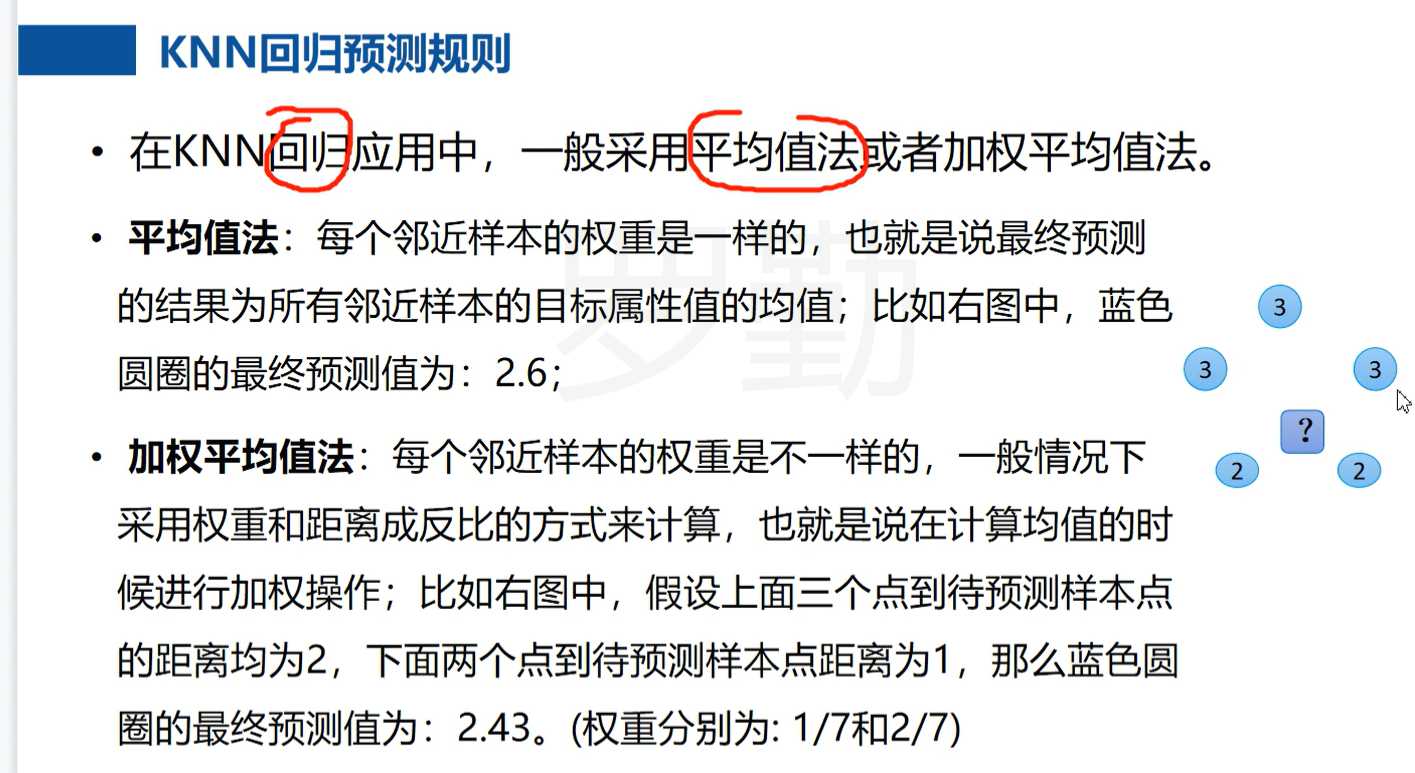 KNN回归预测规则
• 在KNN回归应用中，一般采用平均值法或者加权平均值法。
• 平均值法：每个邻近样本的权重是一样的，也就是说最终预测
的结果为所有邻近样本的目标属性值的均值；比如右图中，蓝色
圆圈的最终预测值为：2.6；
• 加权平均值法：每个邻近样本的权重是不一样的，一般情况下
采用权重和距离成反比的方式来计算，也就是说在计算均值的时
候进行加权操作；比如右图中，假设上面三个点到待预测样本点
的距离均为2，下面两个点到待预测样本点距离为1，那么蓝色圆
圈的最终预测值为：2.43。(权重分别为: 1/7和2/7)
3
3 3
?
2 2
罗勤